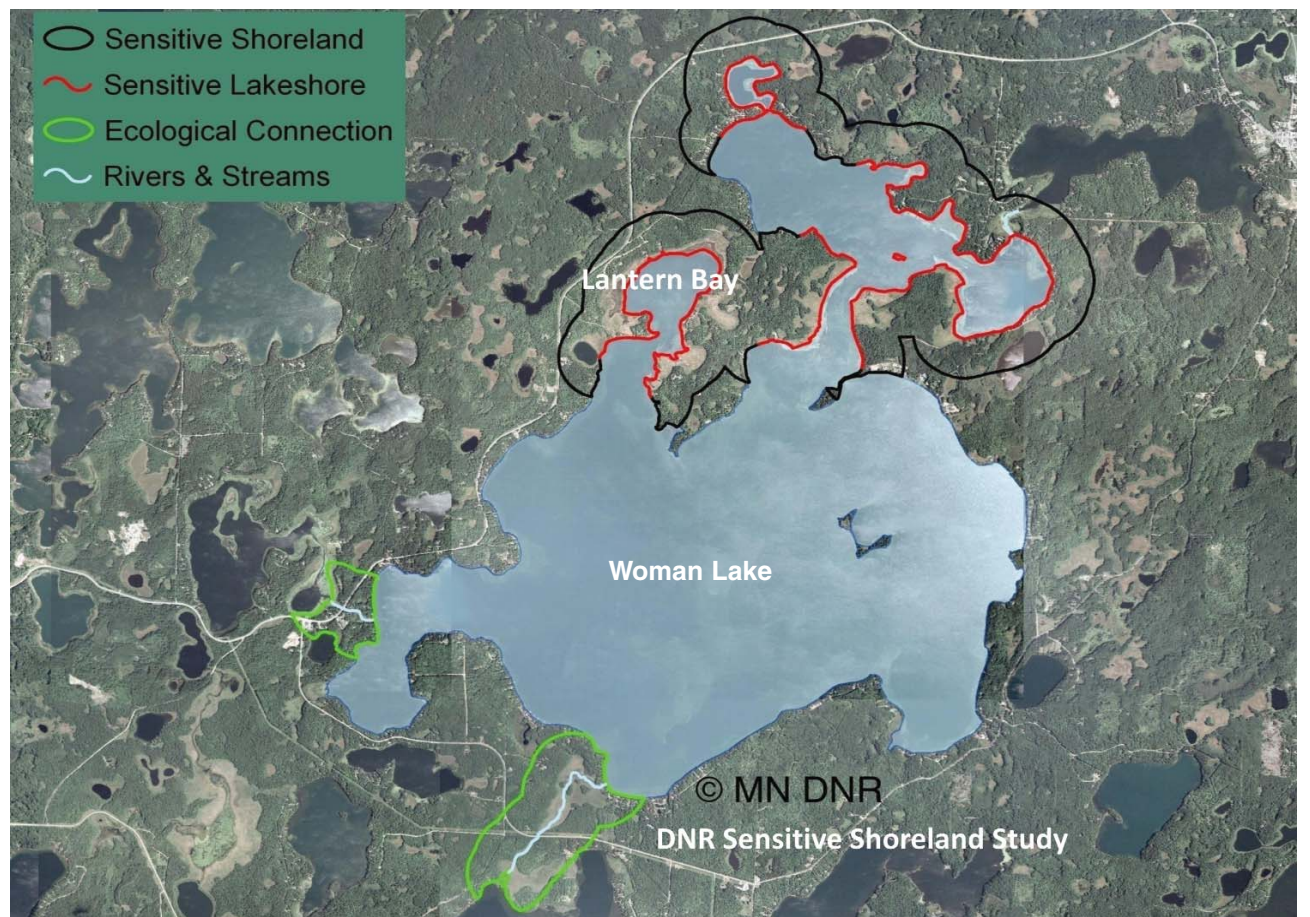 Sensitive Shoreland
Sensitive Lakeshore
Ecological Connection
Rivers & Streams
Lantern Bay
Woman Lake
© MN DNR
`DNR Sensitive Shoreland Study